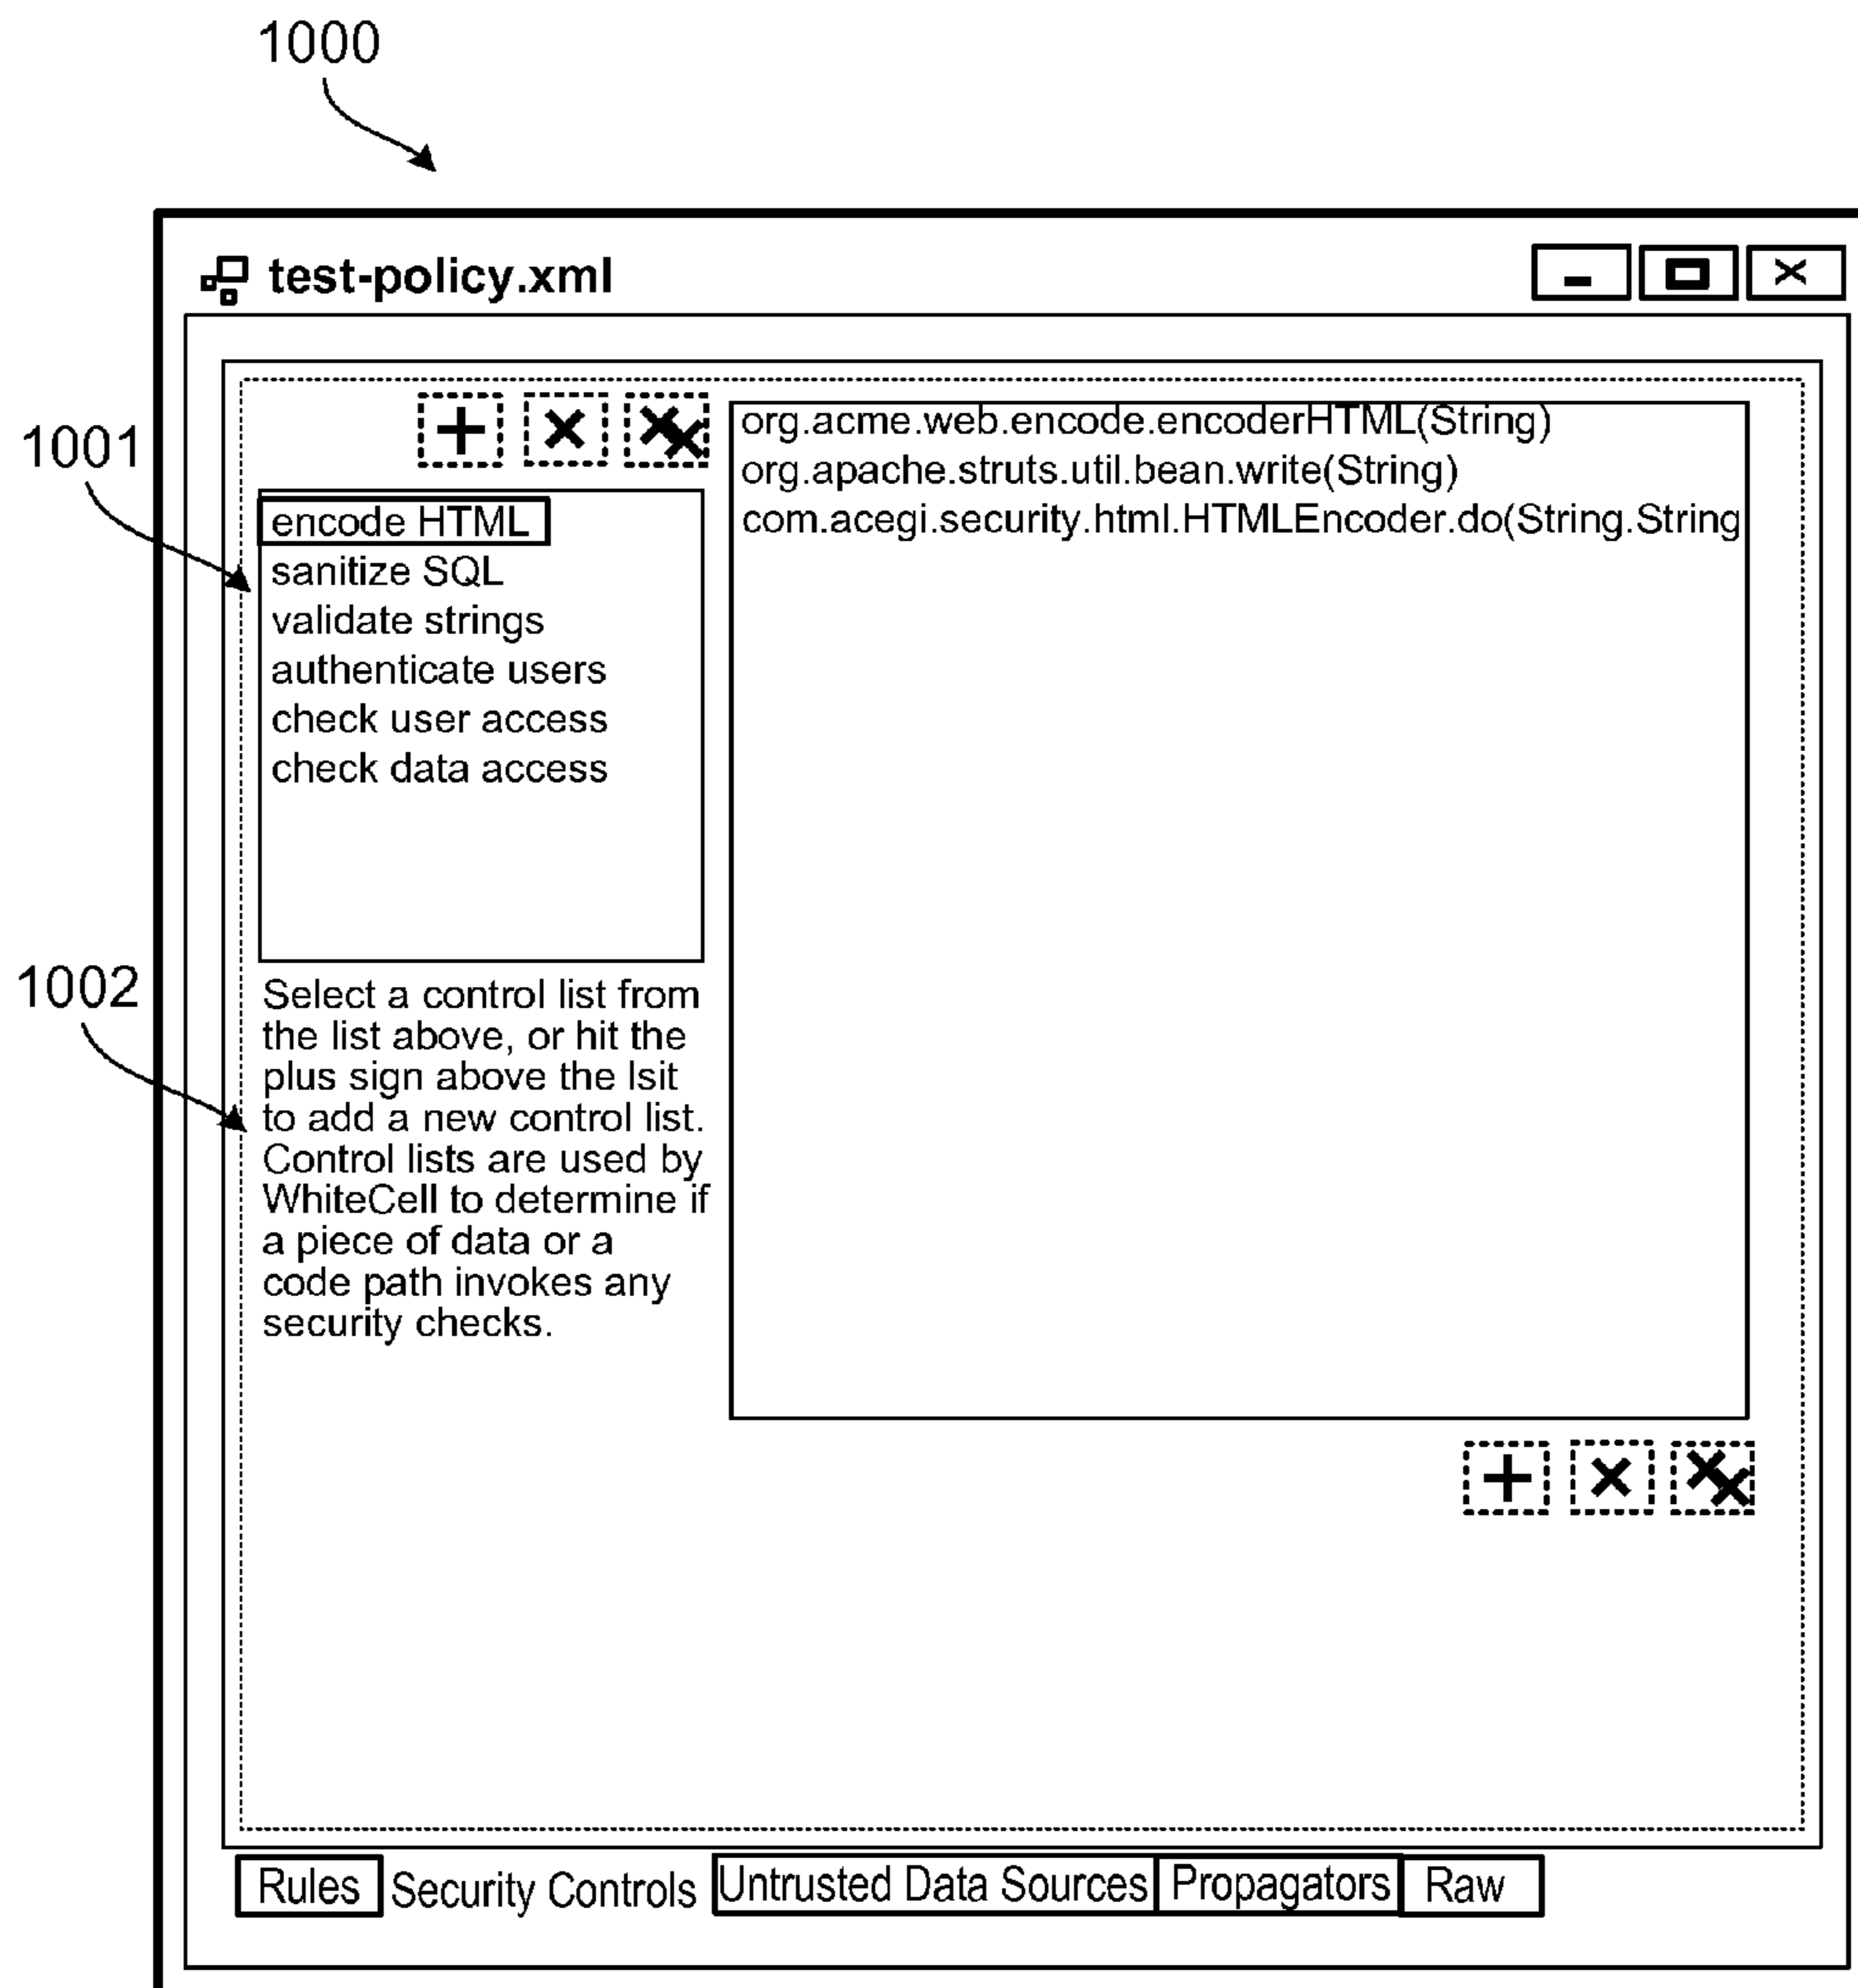 1000
test-policy.xml
1001
encode HTML
sanitize SQL
validate strings
authenticate users
check user access
check data access
org.acme.web.encode.encoderHTML(String)
org.apache.struts.util.bean.write(String)
com.acegi.security.html.HTMLEncoder.do(String.String
1002
Select a control list from
the list above, or hit the
plus sign above the lsit
to add a new control list.
Control lists are used by
WhiteCell to determine if
a piece of data or a
code path invokes any
security checks.
Rules Security Controls Untrusted Data Sources Propagators Raw